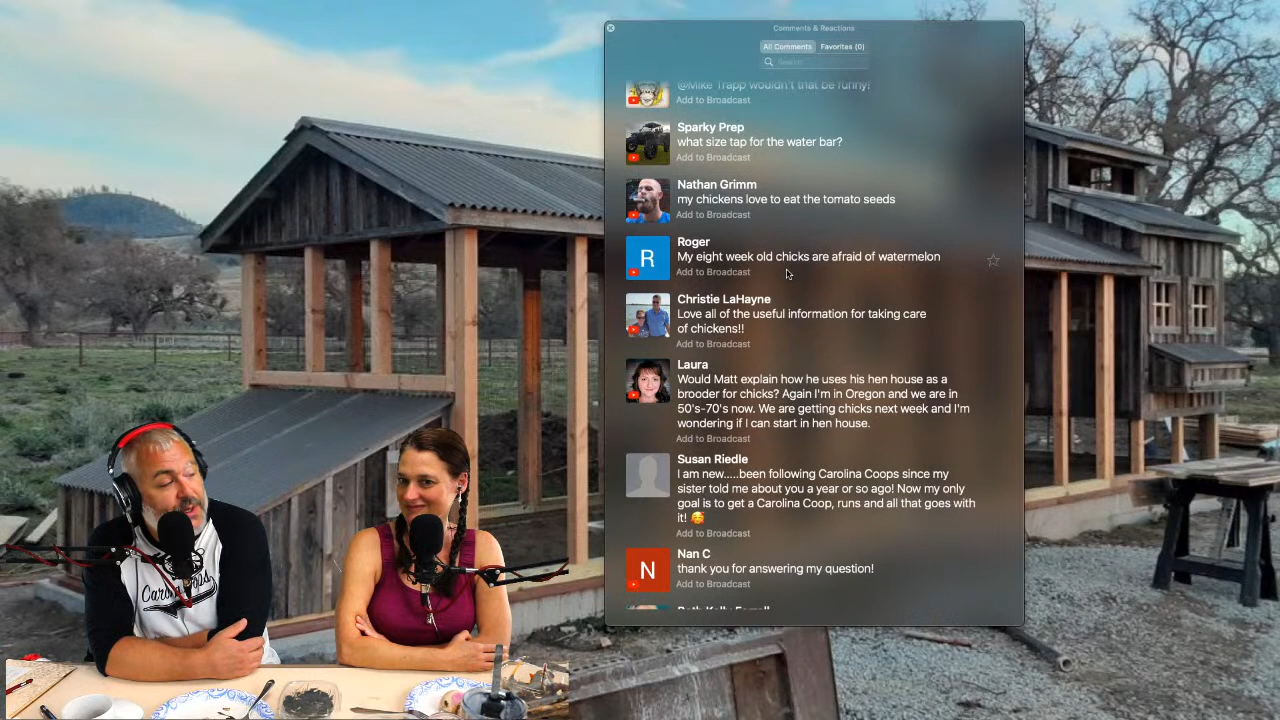 Comments & Reactions
All Comments
Favorites (0)
Search
@Mike Trapp wouldn't that be funny!
Add to Broadcast
Sparky Prep
what size tap for the water bar?
Add to Broadcast
Nathan Grimm
my chickens love to eat the tomato seeds
Add to Broadcast
R
Roger
My eight week old chicks are afraid of watermelon
Add to Broadcast
Christie LaHayne
Love all of the useful information for taking care
of chickens!!
Add to Broadcast
Laura
Would Matt explain how he uses his hen house as a
brooder for chicks? Again I'm in Oregon and we are in
50's-70's now. We are getting chicks next week and I'm
wondering if I can start in hen house.
Add to Broadcast
Susan Riedle
I am new.....been following Carolina Coops since my
sister told me about you a year or so ago! Now my only
goal is to get a Carolina Coop, runs and all that goes with
it! 🥰
Add to Broadcast
N
Nan C
thank you for answering my question!
Add to Broadcast